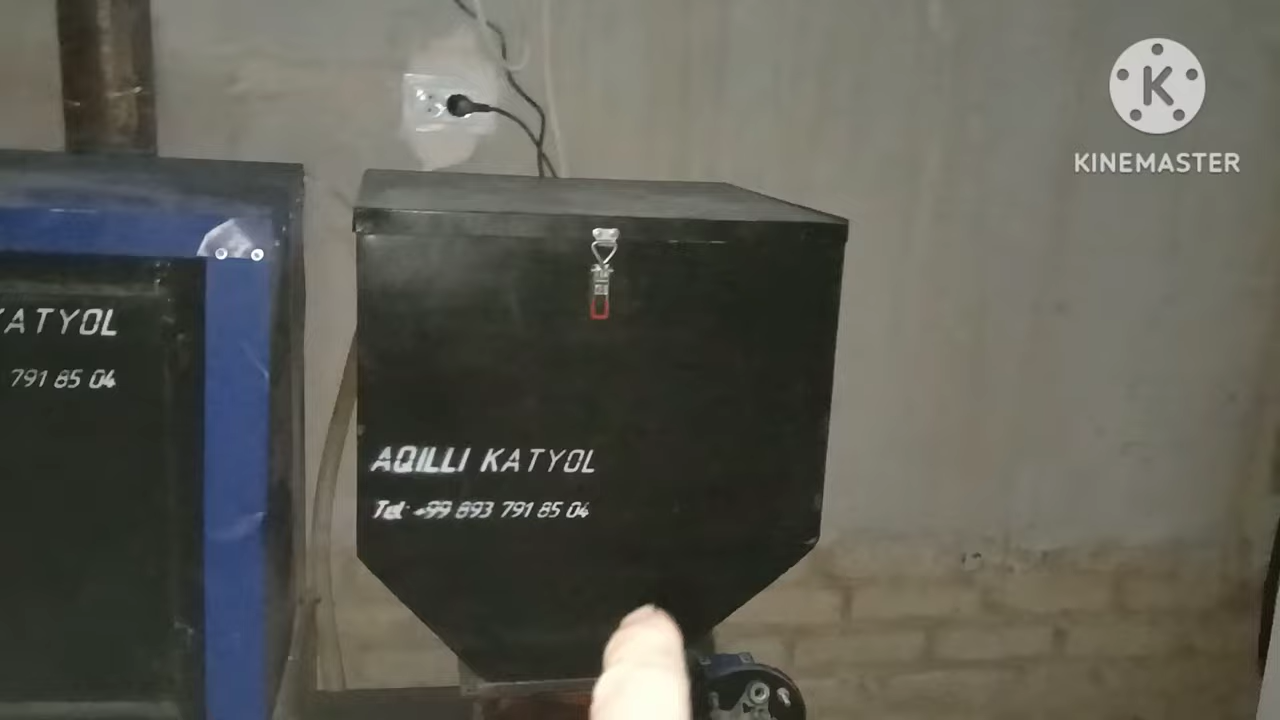 K
KINEMASTER
KATYOL
791 85 04
AQILLI KATYOL
Tel: +99 893 791 85 04